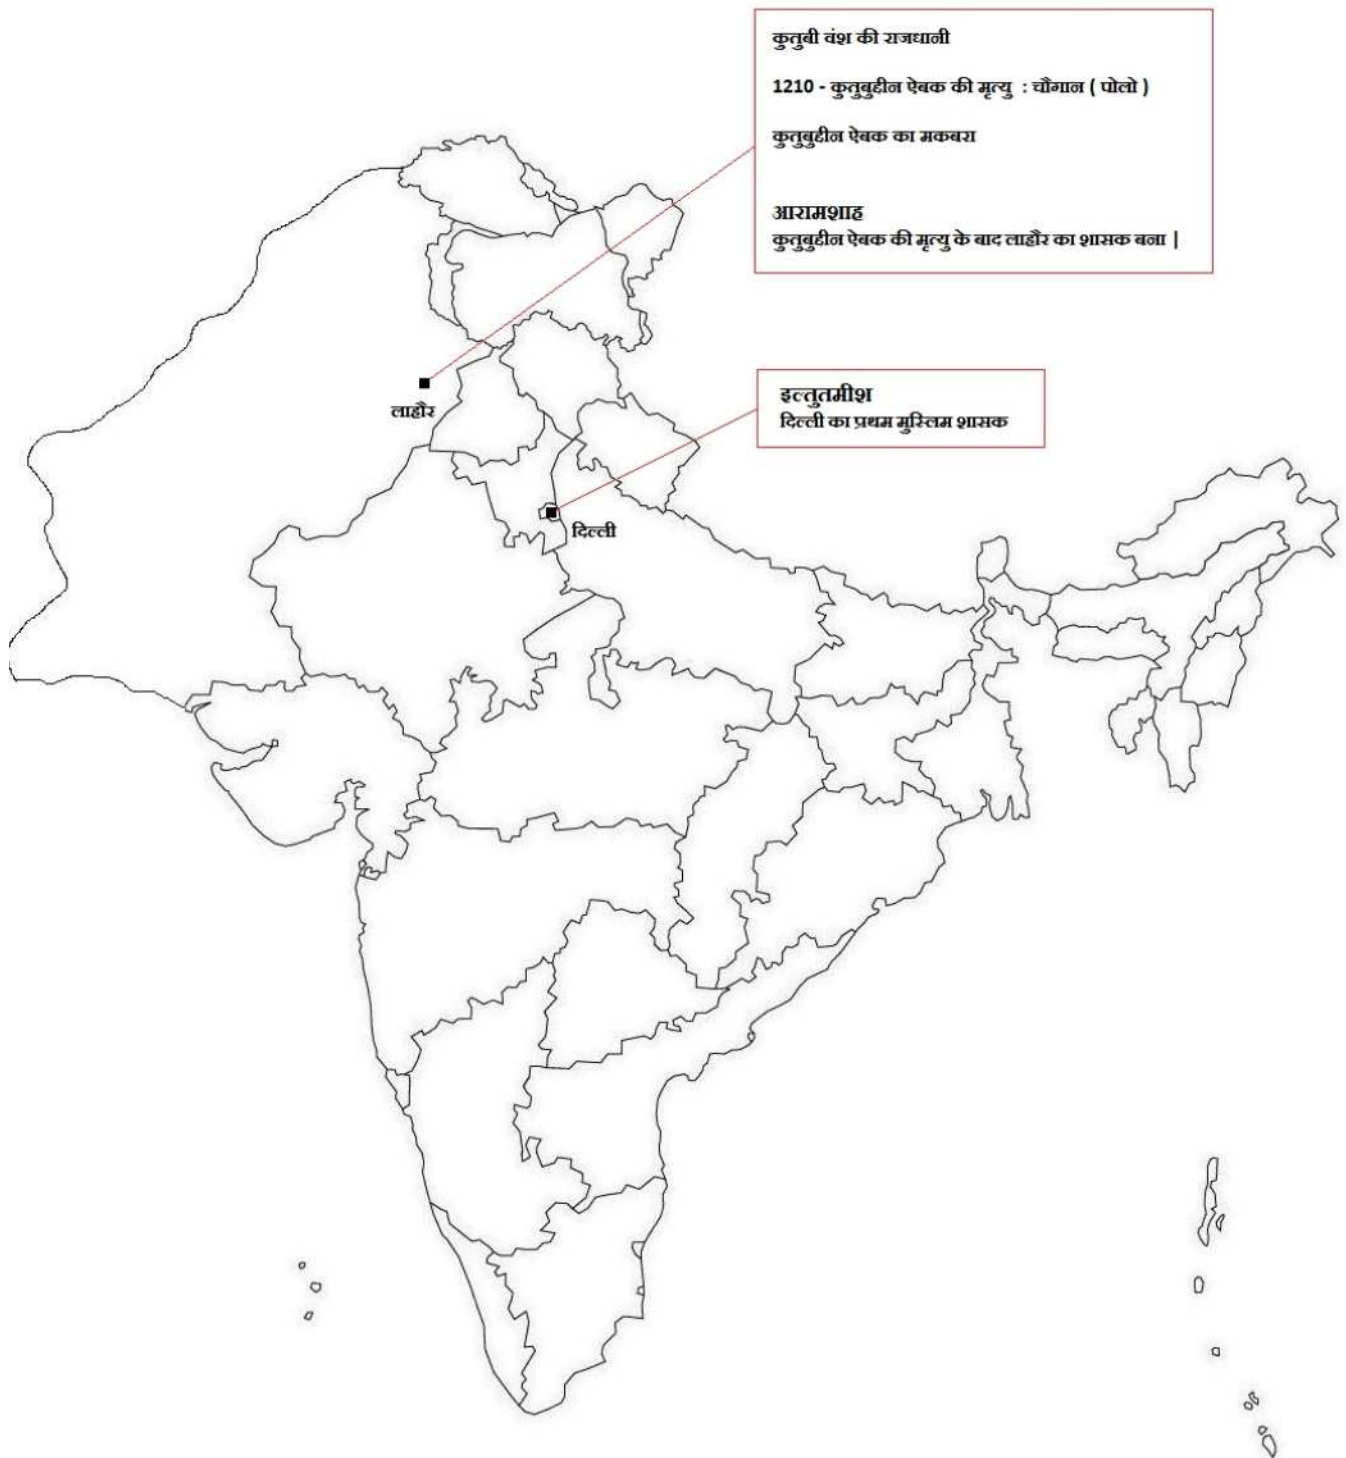 कुतुबी वंश की राजधानी
1210 - कुतुबुद्दीन ऐबक की मृत्यु : चौगान ( पोलो )
कुतुबुद्दीन ऐबक का मकबरा
आरामशाह
कुतुबुद्दीन ऐबक की मृत्यु के बाद लाहौर का शासक बना |
लाहौर
इल्तुतमीश
दिल्ली का प्रथम मुस्लिम शासक
दिल्ली